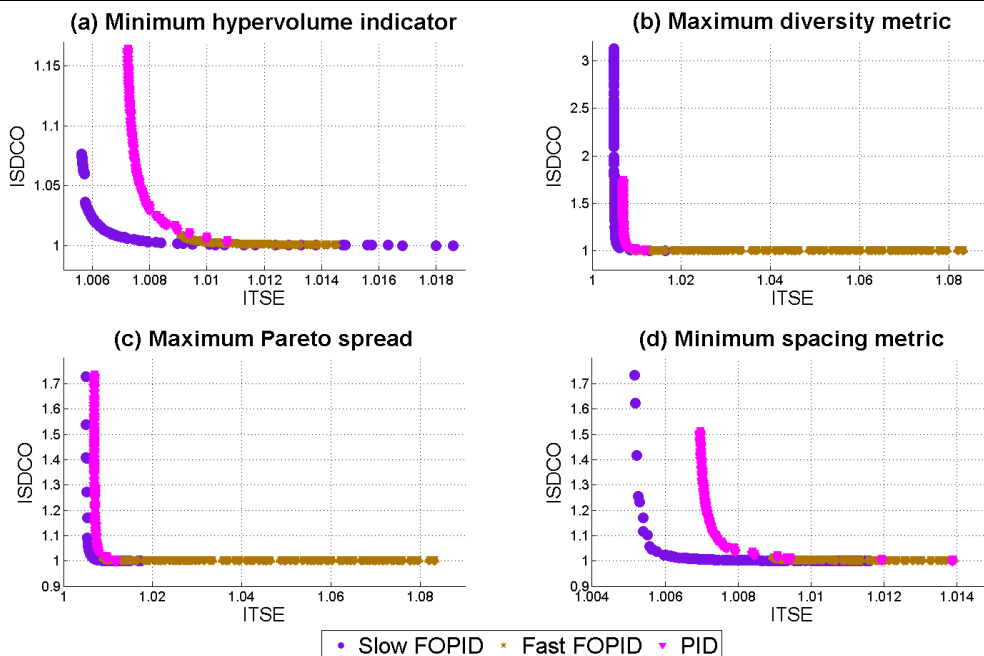 (a) Minimum hypervolume indicator
ISDCO
1.15
1.1
1.05
1
1.006 1.008 1.01 1.012 1.014 1.016 1.018
ITSE
(b) Maximum diversity metric
ISDCO
3
2.5
2
1.5
1
1 1.02 1.04 1.06 1.08
ITSE
(c) Maximum Pareto spread
ISDCO
1.7
1.6
1.5
1.4
1.3
1.2
1.1
1
0.9
1 1.02 1.04 1.06 1.08
ITSE
(d) Minimum spacing metric
ISDCO
1.7
1.6
1.5
1.4
1.3
1.2
1.1
1
0.9
1.004 1.006 1.008 1.01 1.012 1.014
ITSE
Slow FOPID Fast FOPID PID